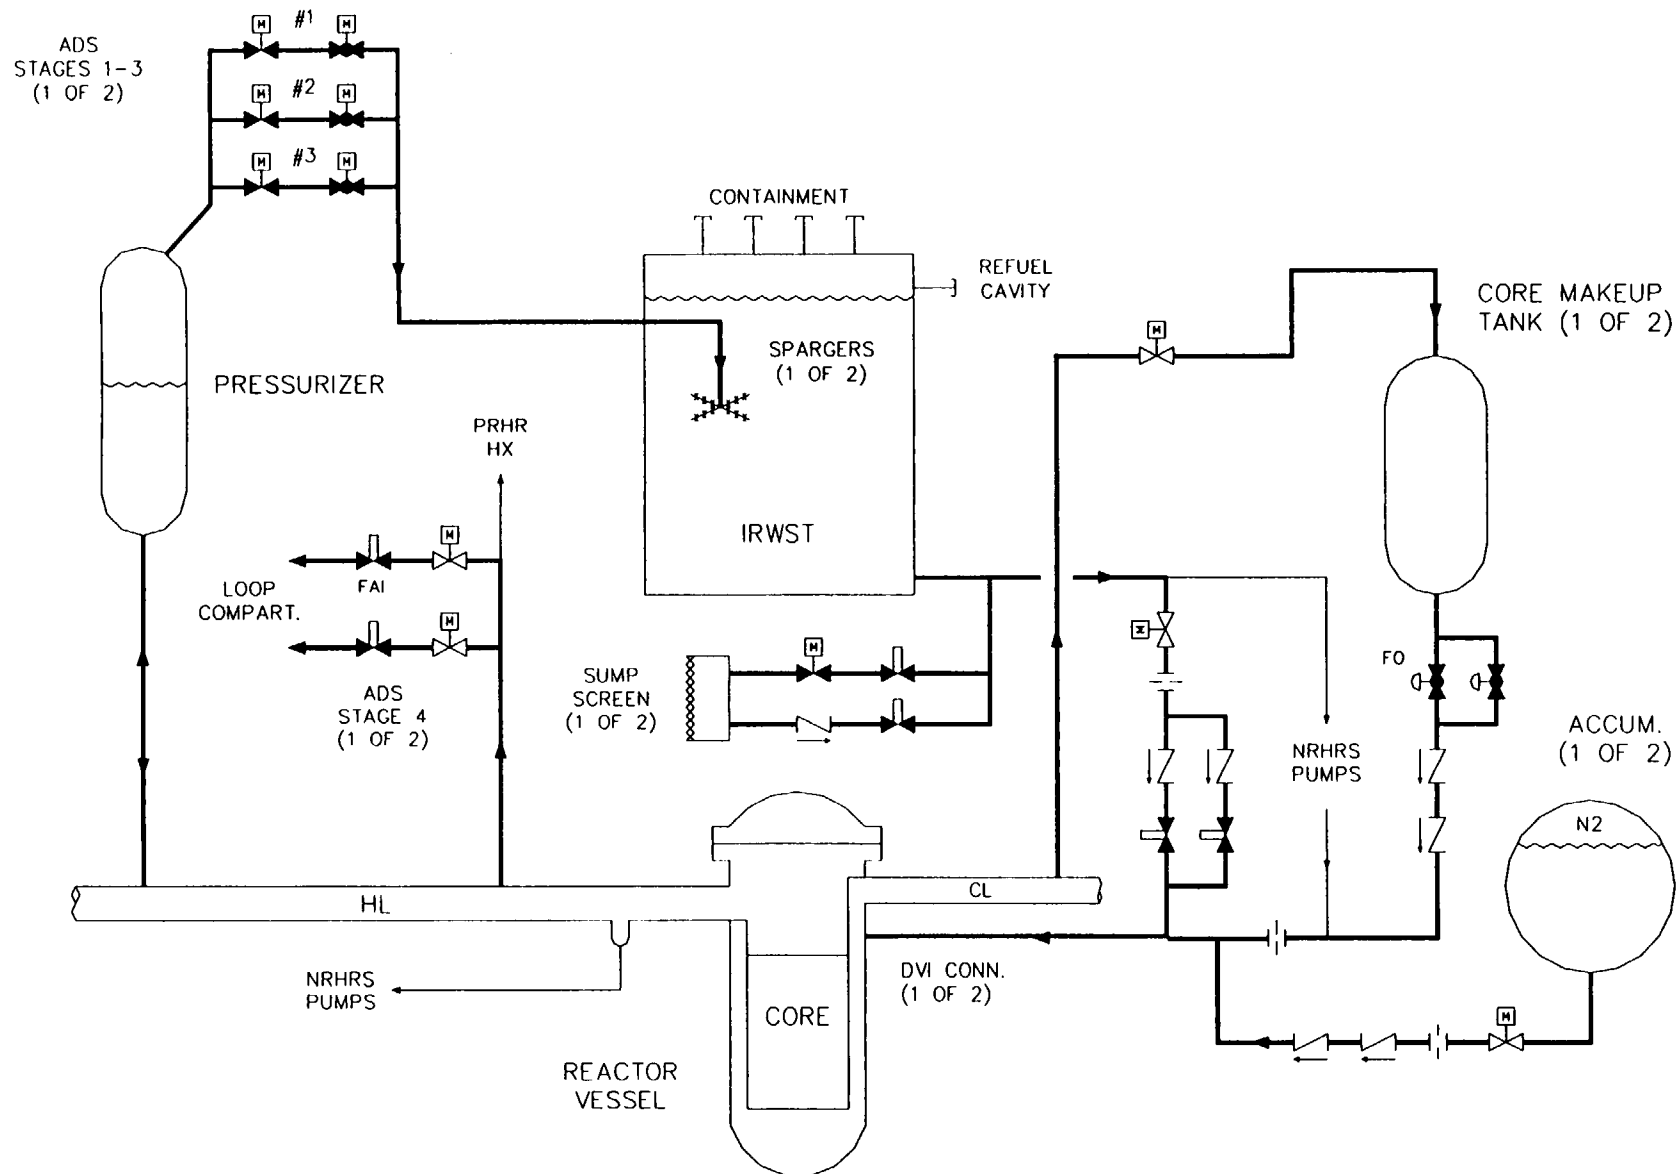 #1
ADS
STAGES 1-3
(1 OF 2)
M
M
#2
M
M
#3
M
M
CONTAINMENT
REFUEL
CAVITY
CORE MAKEUP
TANK (1 OF 2)
M
SPARGERS
(1 OF 2)
PRESSURIZER
PRHR
HX
IRWST
M
FAI
LOOP
COMPART.
M
ADS
STAGE 4
(1 OF 2)
SUMP
SCREEN
(1 OF 2)
M
M
FO
NRHRS
PUMPS
ACCUM.
(1 OF 2)
N2
HL
CL
DVI CONN.
(1 OF 2)
NRHRS
PUMPS
CORE
M
REACTOR
VESSEL